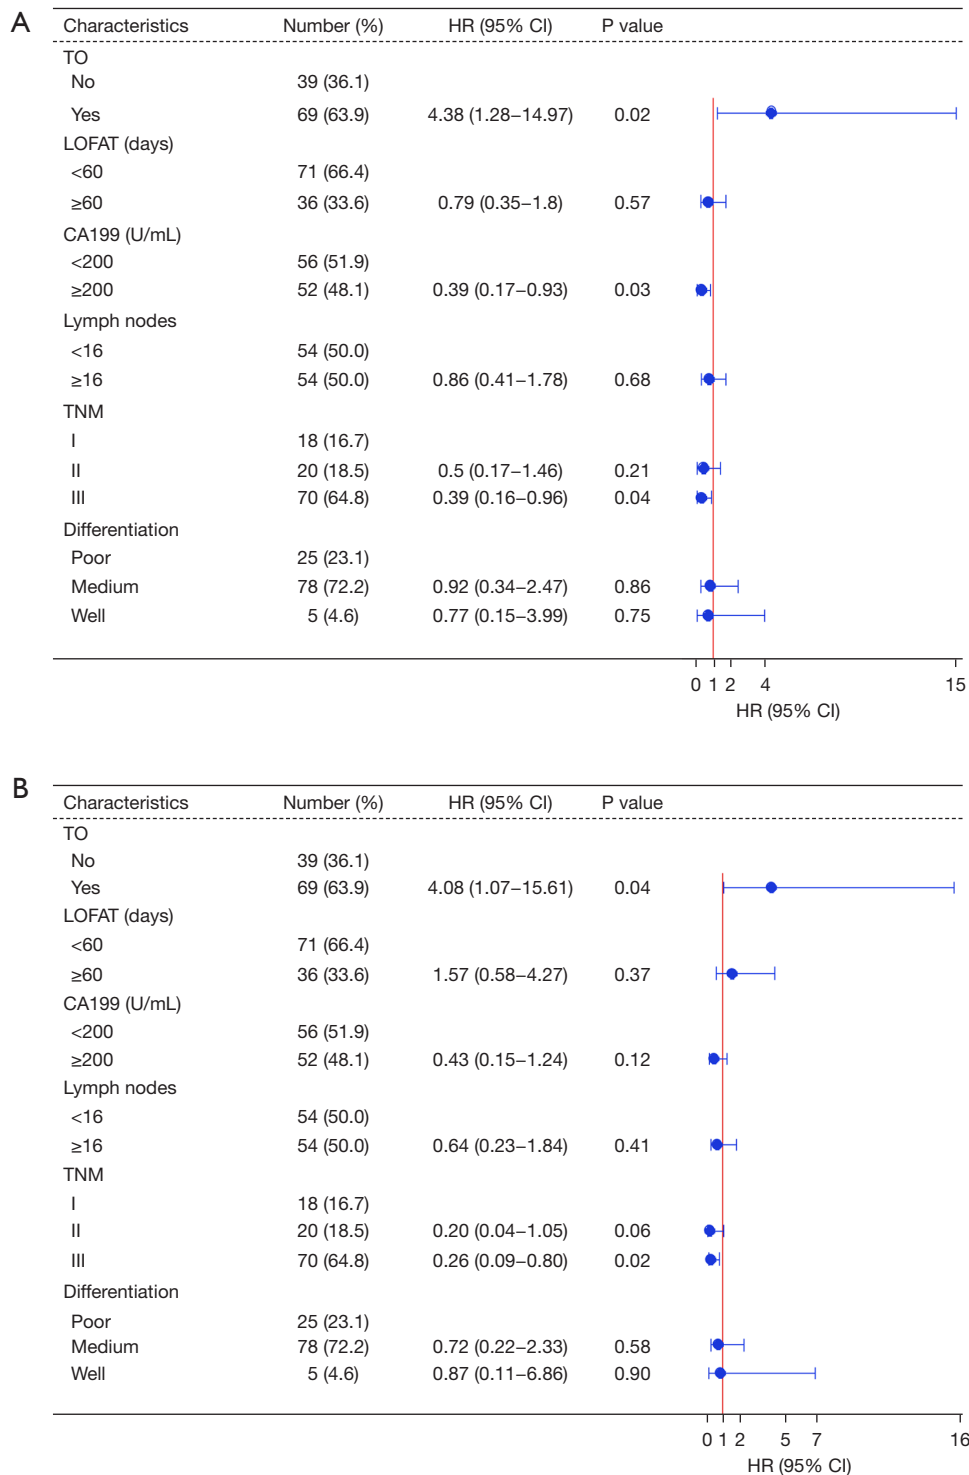 A
Characteristics Number (%) HR (95% CI) P value
TO
No 39 (36.1)
Yes 69 (63.9) 4.38 (1.28–14.97) 0.02
LOFAT (days)
<60 71 (66.4)
≥60 36 (33.6) 0.79 (0.35–1.8) 0.57
CA199 (U/mL)
<200 56 (51.9)
≥200 52 (48.1) 0.39 (0.17–0.93) 0.03
Lymph nodes
<16 54 (50.0)
≥16 54 (50.0) 0.86 (0.41–1.78) 0.68
TNM
I 18 (16.7)
II 20 (18.5) 0.5 (0.17–1.46) 0.21
III 70 (64.8) 0.39 (0.16–0.96) 0.04
Differentiation
Poor 25 (23.1)
Medium 78 (72.2) 0.92 (0.34–2.47) 0.86
Well 5 (4.6) 0.77 (0.15–3.99) 0.75
0 1 2 4 15
HR (95% CI)
B
Characteristics Number (%) HR (95% CI) P value
TO
No 39 (36.1)
Yes 69 (63.9) 4.08 (1.07–15.61) 0.04
LOFAT (days)
<60 71 (66.4)
≥60 36 (33.6) 1.57 (0.58–4.27) 0.37
CA199 (U/mL)
<200 56 (51.9)
≥200 52 (48.1) 0.43 (0.15–1.24) 0.12
Lymph nodes
<16 54 (50.0)
≥16 54 (50.0) 0.64 (0.23–1.84) 0.41
TNM
I 18 (16.7)
II 20 (18.5) 0.20 (0.04–1.05) 0.06
III 70 (64.8) 0.26 (0.09–0.80) 0.02
Differentiation
Poor 25 (23.1)
Medium 78 (72.2) 0.72 (0.22–2.33) 0.58
Well 5 (4.6) 0.87 (0.11–6.86) 0.90
0 1 2 5 7 16
HR (95% CI)